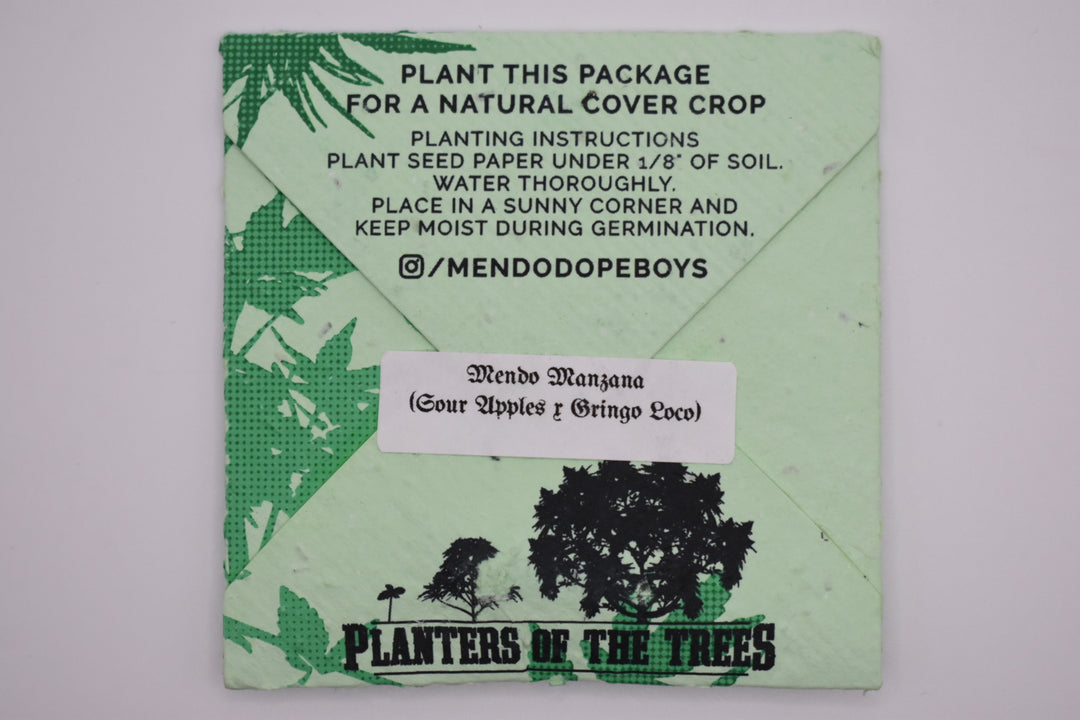 PLANT THIS PACKAGE
FOR A NATURAL COVER CROP
PLANTING INSTRUCTIONS
PLANT SEED PAPER UNDER 1/8" OF SOIL.
WATER THOROUGHLY.
PLACE IN A SUNNY CORNER AND
KEEP MOIST DURING GERMINATION.
/MENDODOPEBOYS
Mendo Manzana
(Sour Apples x Gringo Loco)
PLANTERS OF THE TREES